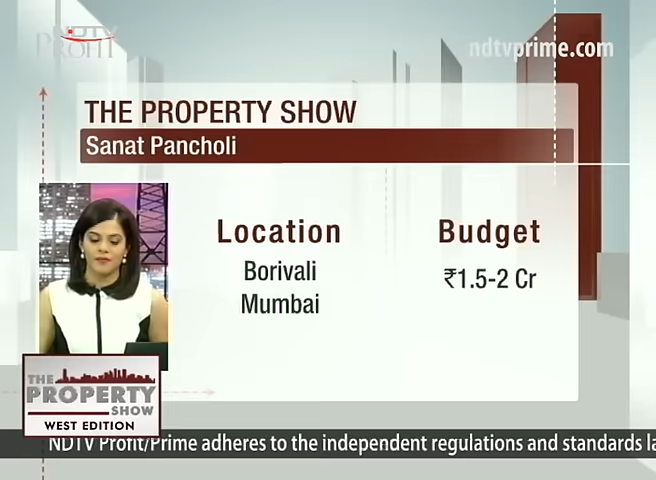 NDTV
PROFIT
ndtvprime.com
THE PROPERTY SHOW
Sanat Pancholi
Location
Borivali
Mumbai
Budget
₹1.5-2 Cr
THE
PROPERTY
SHOW
WEST EDITION
NDTV Profit/Prime adheres to the independent regulations and standards la